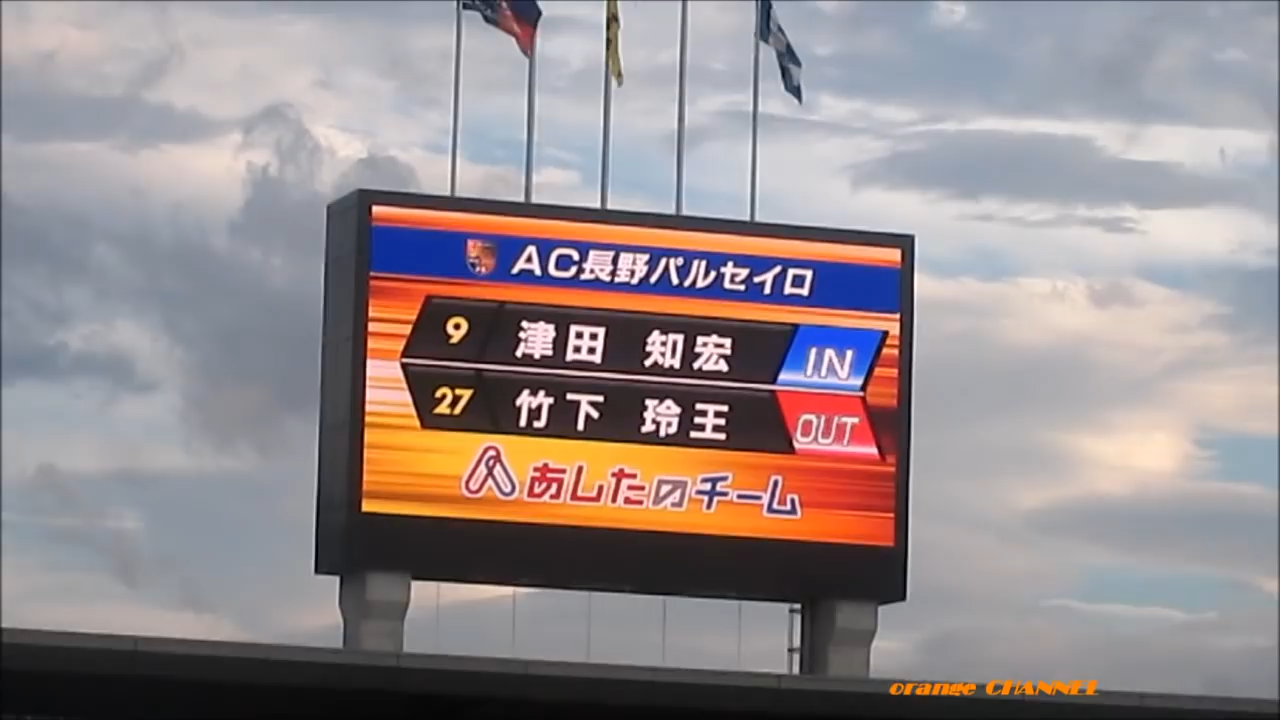 AC長野パルセイロ
9 津田 知宏 IN
27 竹下 玲王 OUT
あしたのチーム
orange CHANNEL